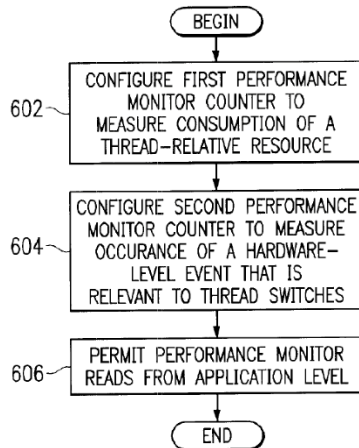 BEGIN
CONFIGURE FIRST PERFORMANCE
MONITOR COUNTER TO
602
MEASURE CONSUMPTION OF A
THREAD-RELATIVE RESOURCE
CONFIGURE SECOND PERFORMANCE
MONITOR COUNTER TO MEASURE
604
OCCURANCE OF A HARDWARE-
LEVEL EVENT THAT IS
RELEVANT TO THREAD SWITCHES
606
PERMIT PERFORMANCE MONITOR
READS FROM APPLICATION LEVEL
END